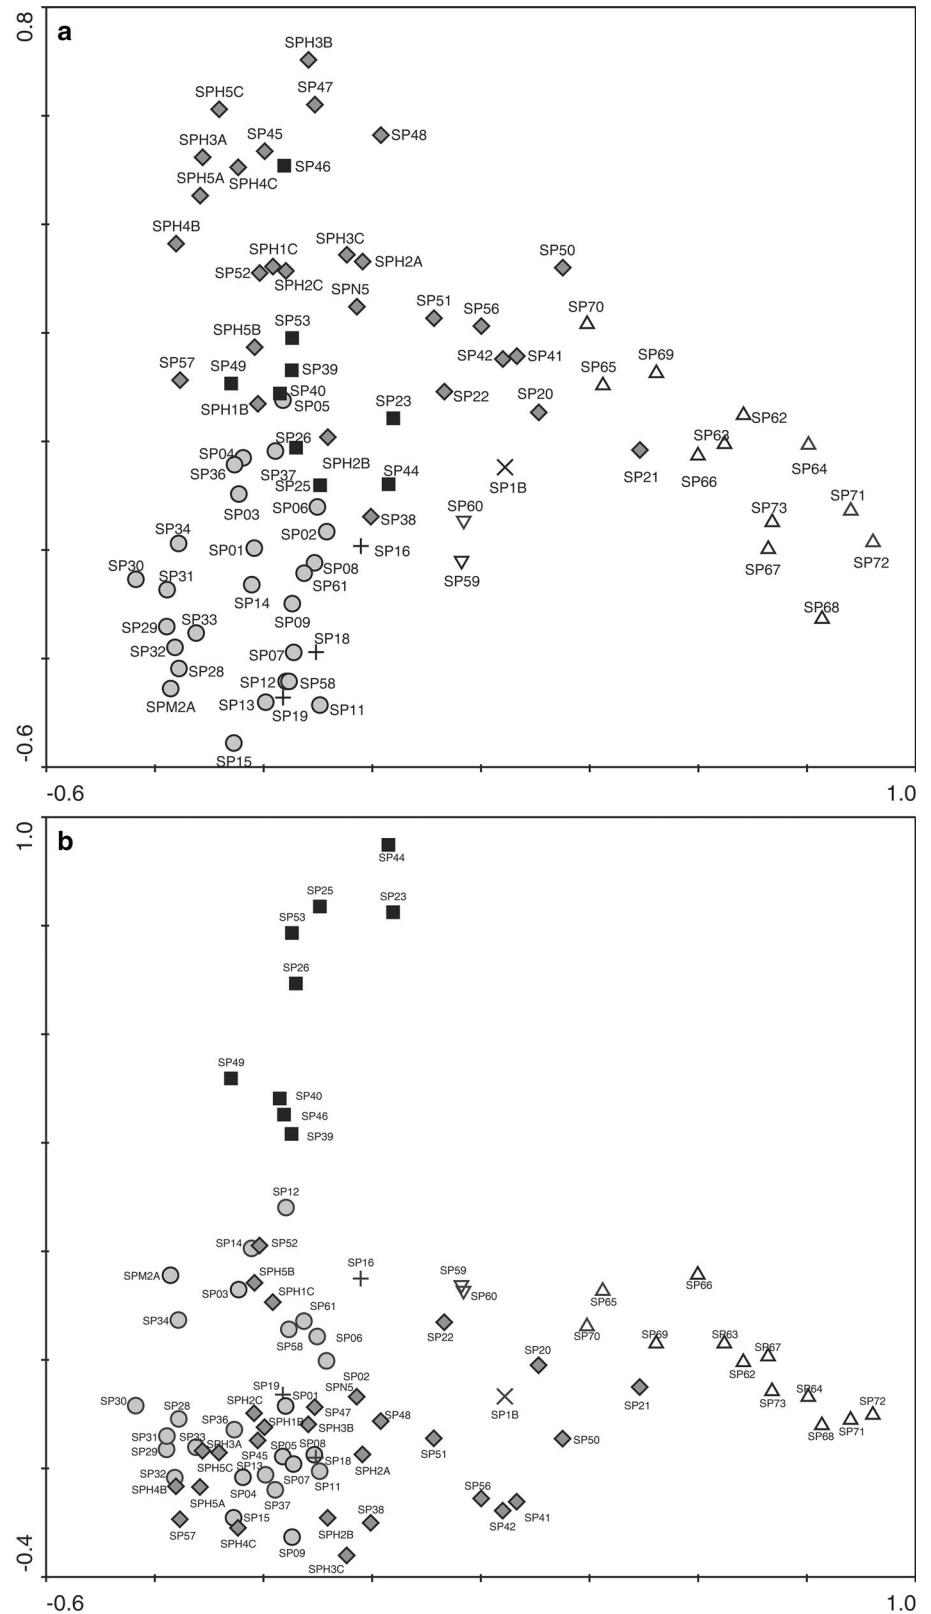 0.8
a
SPH3B
SP47
SPH5C
SP48
SP45
SPH3A
SP46
SPH4C
SPH5A
SPH4B
SPH3C
SPH1C
SPH2A
SP50
SP52
SPH2C
SPN5
SP51
SP56
SP70
SP53
SPH5B
SP42
SP41
SP69
SP57
SP49
SP39
SP65
SP40
SP22
SP20
SPH1B
SP05
SP23
SP62
SP26
SP63
SP04
SPH2B
SP64
SP36
SP37
SP44
SP21
SP66
SP25
SP1B
SP71
SP03
SP06
SP60
SP73
SP38
SP34
SP02
SP01
SP16
SP72
SP30
SP31
SP08
SP59
SP67
SP61
SP14
SP68
SP09
SP33
SP29
SP18
SP32
SP07
SP28
SP12
SP58
SPM2A
SP13
SP19
SP11
SP15
-0.6
-0.6
1.0
1.0
b
SP44
SP25
SP23
SP53
SP26
SP49
SP40
SP46
SP39
SP12
SP14
SP52
SP16
SPM2A
SPH5B
SP59
SP66
SP03
SPH1C
SP60
SP65
SP34
SP61
SP06
SP58
SP22
SP70
SP69
SP63
SP67
SP20
SP62
SP02
SP19
SPN5
SP64
SP30
SP01
SP21
SP73
SPH2C
SP47
SP1B
SP72
SP28
SP36
SPH1B
SPH3B
SP48
SP68
SP71
SP31
SP33
SPH3A
SP05
SP08
SP51
SP50
SP29
SP45
SP18
SPH5C
SP13
SPH2A
SP32
SP07
SP11
SPH4B
SP04
SP56
SPH5A
SP37
SP38
SP41
SP15
SP42
SP57
SPH4C
SPH2B
SP09
SPH3C
-0.4
-0.6
1.0